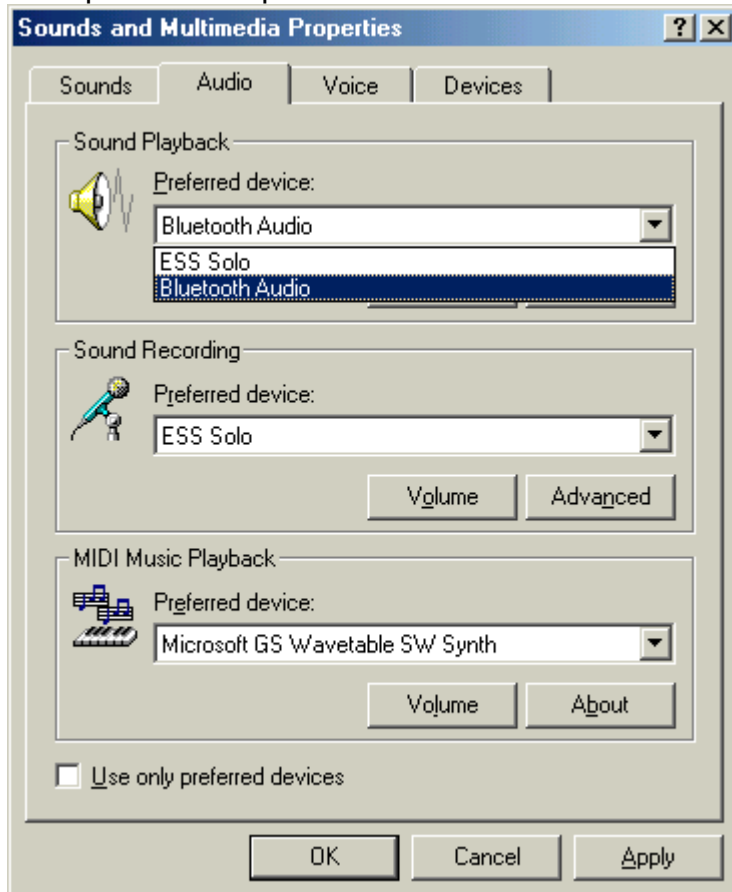 Sounds and Multimedia Properties
Sounds Audio Voice Devices
Sound Playback
Preferred device:
Bluetooth Audio
ESS Solo
Bluetooth Audio
Sound Recording
Preferred device:
ESS Solo
Volume Advanced
MIDI Music Playback
Preferred device:
Microsoft GS Wavetable SW Synth
Volume About
Use only preferred devices
OK Cancel Apply